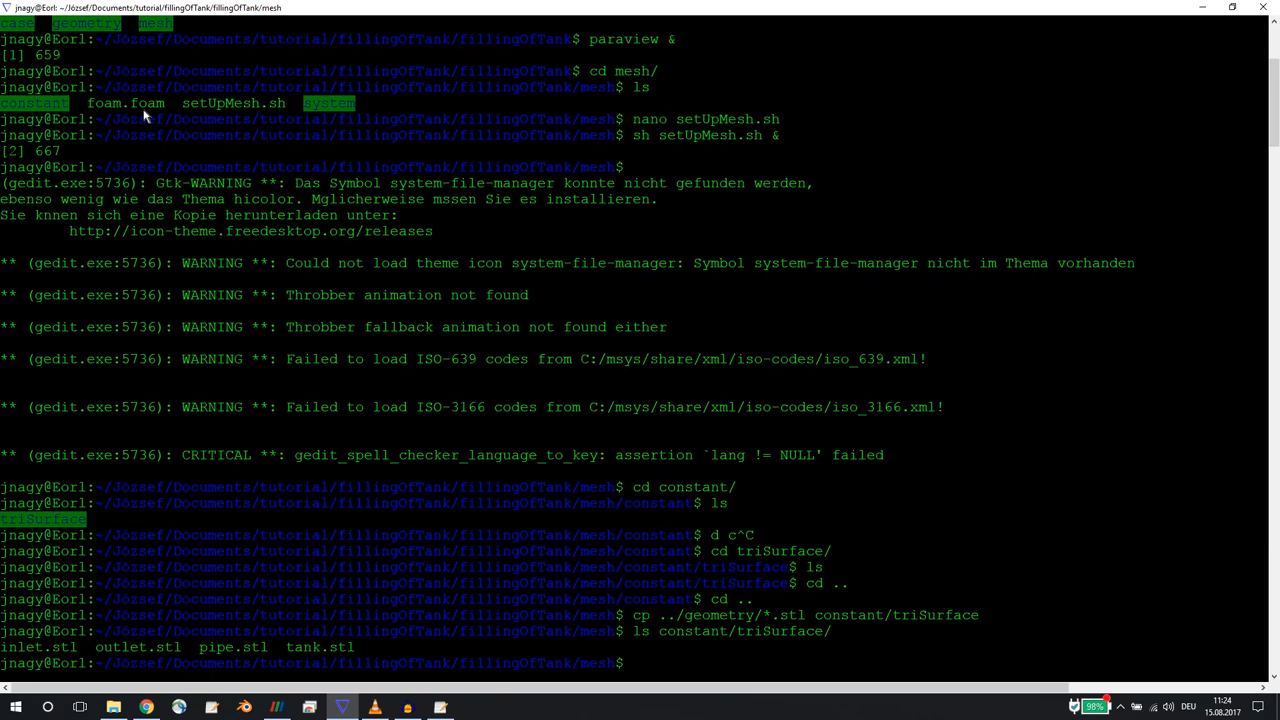 jnagy@Eorl: ~/József/Documents/tutorial/fillingOfTank/fillingOfTank/mesh
case  geometry  mesh
jnagy@Eorl:~/József/Documents/tutorial/fillingOfTank/fillingOfTank$ paraview &
[1] 659
jnagy@Eorl:~/József/Documents/tutorial/fillingOfTank/fillingOfTank$ cd mesh/
jnagy@Eorl:~/József/Documents/tutorial/fillingOfTank/fillingOfTank/mesh$ ls
constant  foam.foam  setUpMesh.sh  system
jnagy@Eorl:~/József/Documents/tutorial/fillingOfTank/fillingOfTank/mesh$ nano setUpMesh.sh
jnagy@Eorl:~/József/Documents/tutorial/fillingOfTank/fillingOfTank/mesh$ sh setUpMesh.sh &
[2] 667
jnagy@Eorl:~/József/Documents/tutorial/fillingOfTank/fillingOfTank/mesh$
(gedit.exe:5736): Gtk-WARNING **: Das Symbol system-file-manager konnte nicht gefunden werden,
ebenso wenig wie das Thema hicolor. Mglicherweise mssen Sie es installieren.
Sie knnen sich eine Kopie herunterladen unter:
        http://icon-theme.freedesktop.org/releases
** (gedit.exe:5736): WARNING **: Could not load theme icon system-file-manager: Symbol system-file-manager nicht im Thema vorhanden
** (gedit.exe:5736): WARNING **: Throbber animation not found
** (gedit.exe:5736): WARNING **: Throbber fallback animation not found either
** (gedit.exe:5736): WARNING **: Failed to load ISO-639 codes from C:/msys/share/xml/iso-codes/iso_639.xml!
** (gedit.exe:5736): WARNING **: Failed to load ISO-3166 codes from C:/msys/share/xml/iso-codes/iso_3166.xml!
** (gedit.exe:5736): CRITICAL **: gedit_spell_checker_language_to_key: assertion `lang != NULL' failed
jnagy@Eorl:~/József/Documents/tutorial/fillingOfTank/fillingOfTank/mesh$ cd constant/
jnagy@Eorl:~/József/Documents/tutorial/fillingOfTank/fillingOfTank/mesh/constant$ ls
triSurface
jnagy@Eorl:~/József/Documents/tutorial/fillingOfTank/fillingOfTank/mesh/constant$ d c^C
jnagy@Eorl:~/József/Documents/tutorial/fillingOfTank/fillingOfTank/mesh/constant$ cd triSurface/
jnagy@Eorl:~/József/Documents/tutorial/fillingOfTank/fillingOfTank/mesh/constant/triSurface$ ls
jnagy@Eorl:~/József/Documents/tutorial/fillingOfTank/fillingOfTank/mesh/constant/triSurface$ cd ..
jnagy@Eorl:~/József/Documents/tutorial/fillingOfTank/fillingOfTank/mesh/constant$ cd ..
jnagy@Eorl:~/József/Documents/tutorial/fillingOfTank/fillingOfTank/mesh$ cp ../geometry/*.stl constant/triSurface
jnagy@Eorl:~/József/Documents/tutorial/fillingOfTank/fillingOfTank/mesh$ ls constant/triSurface/
inlet.stl  outlet.stl  pipe.stl  tank.stl
jnagy@Eorl:~/József/Documents/tutorial/fillingOfTank/fillingOfTank/mesh$
98% DEU 11:24
15.08.2017